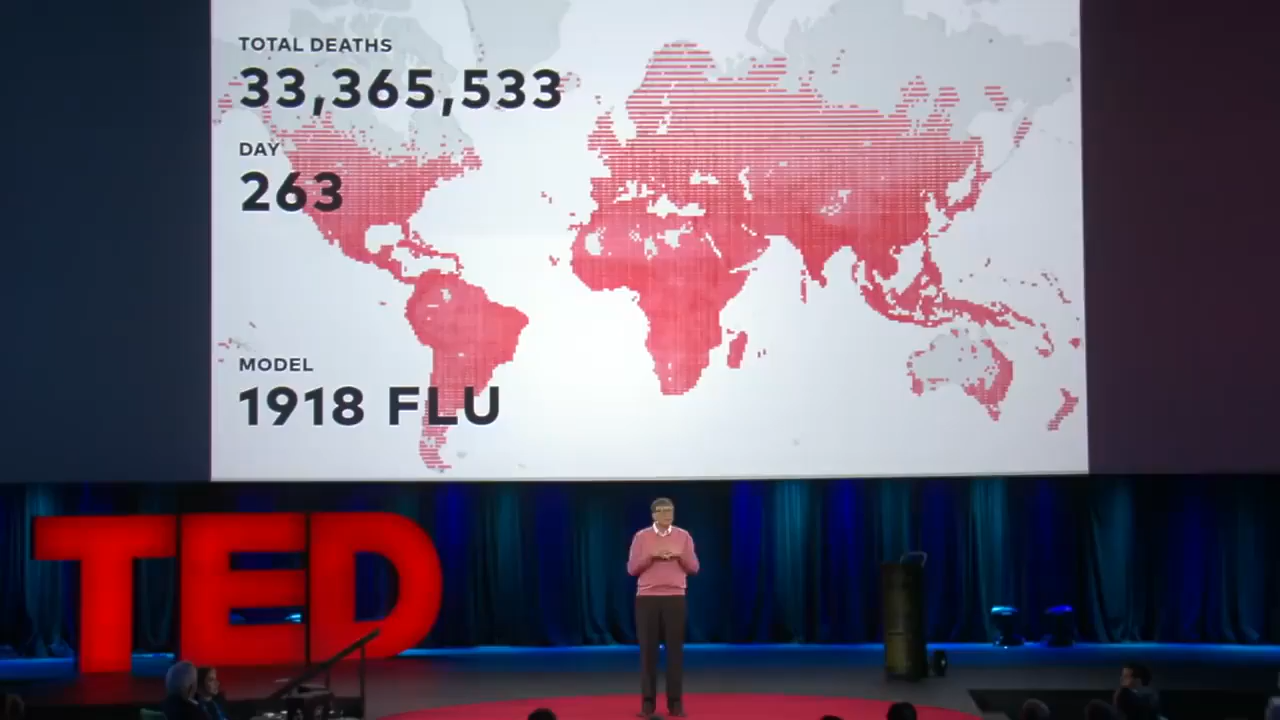 TOTAL DEATHS
33,365,533
DAY
263
MODEL
1918 FLU
TED